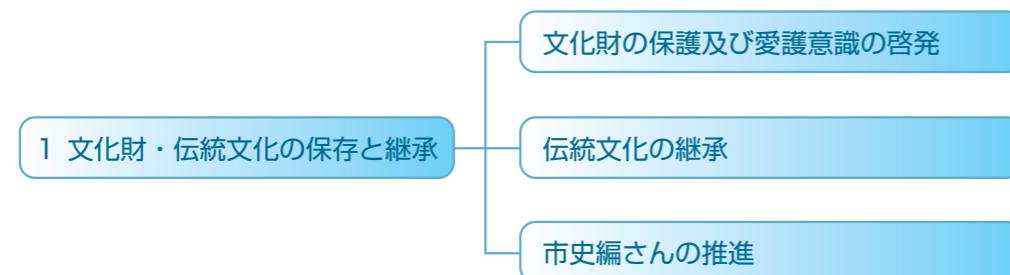 文化財の保護及び愛護意識の啓発
1 文化財・伝統文化の保存と継承
伝統文化の継承
市史編さんの推進